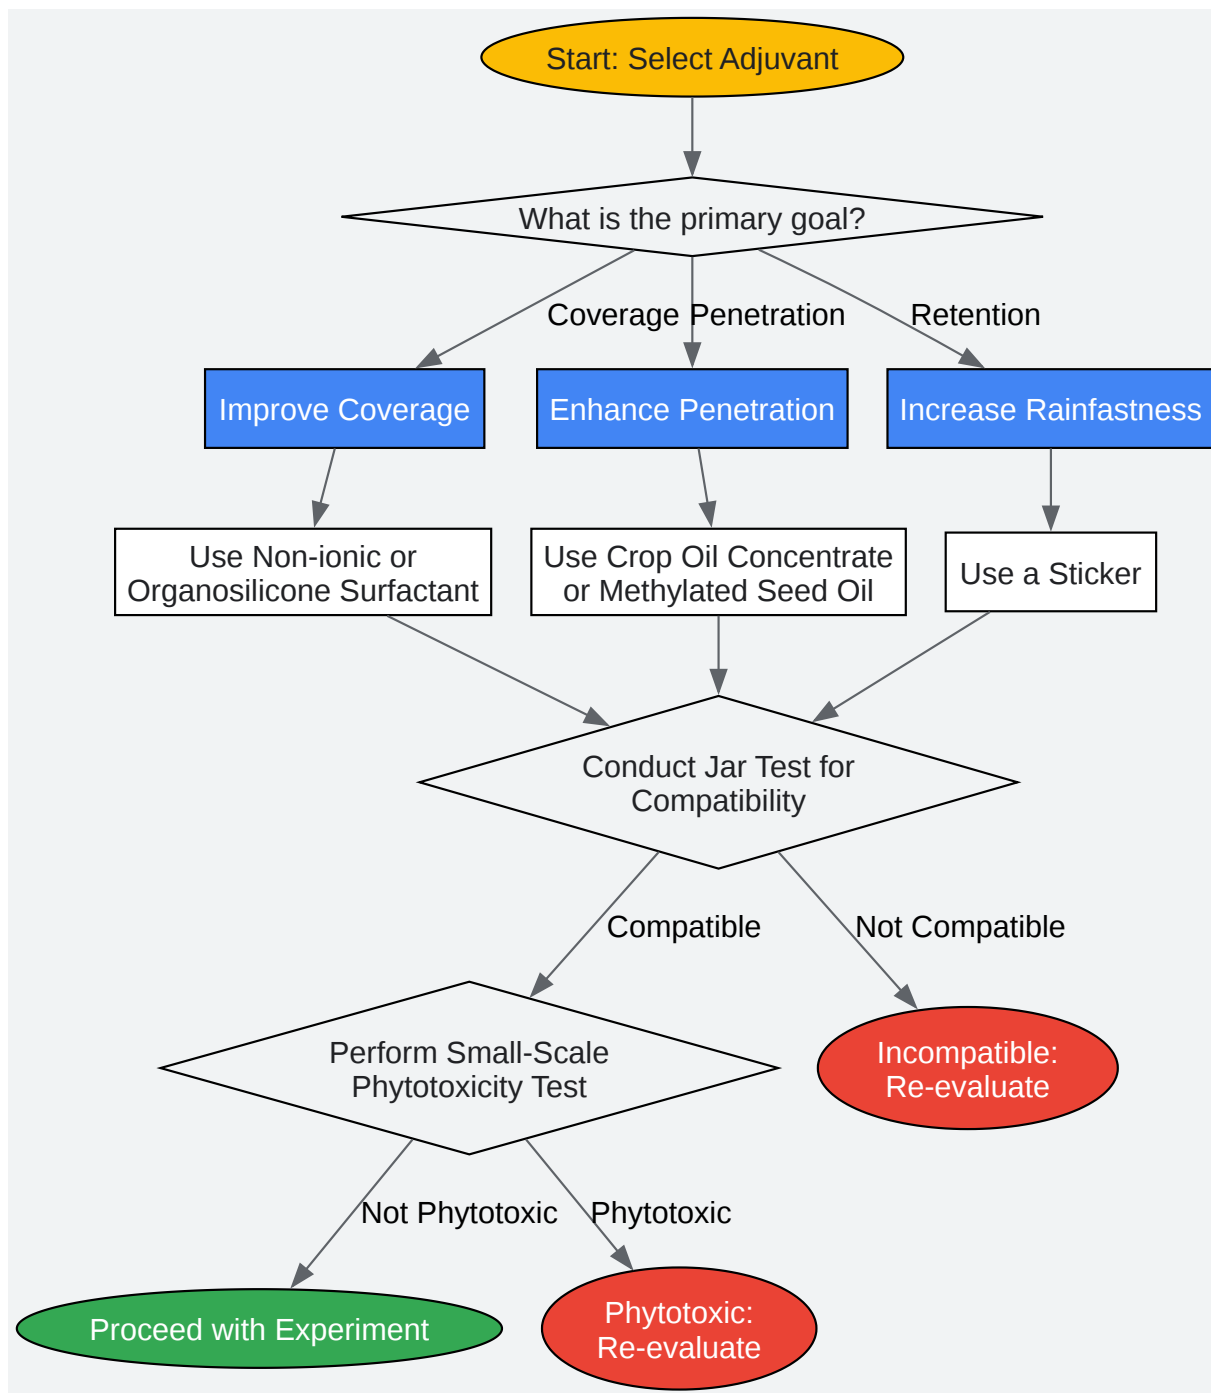 Start: Select Adjuvant
What is the primary goal?
Coverage
Penetration
Retention
Improve Coverage
Enhance Penetration
Increase Rainfastness
Use Non-ionic or
Organosilicone Surfactant
Use Crop Oil Concentrate
or Methylated Seed Oil
Use a Sticker
Conduct Jar Test for
Compatibility
Compatible
Not Compatible
Perform Small-Scale
Phytotoxicity Test
Incompatible:
Re-evaluate
Not Phytotoxic
Phytotoxic
Proceed with Experiment
Phytotoxic:
Re-evaluate